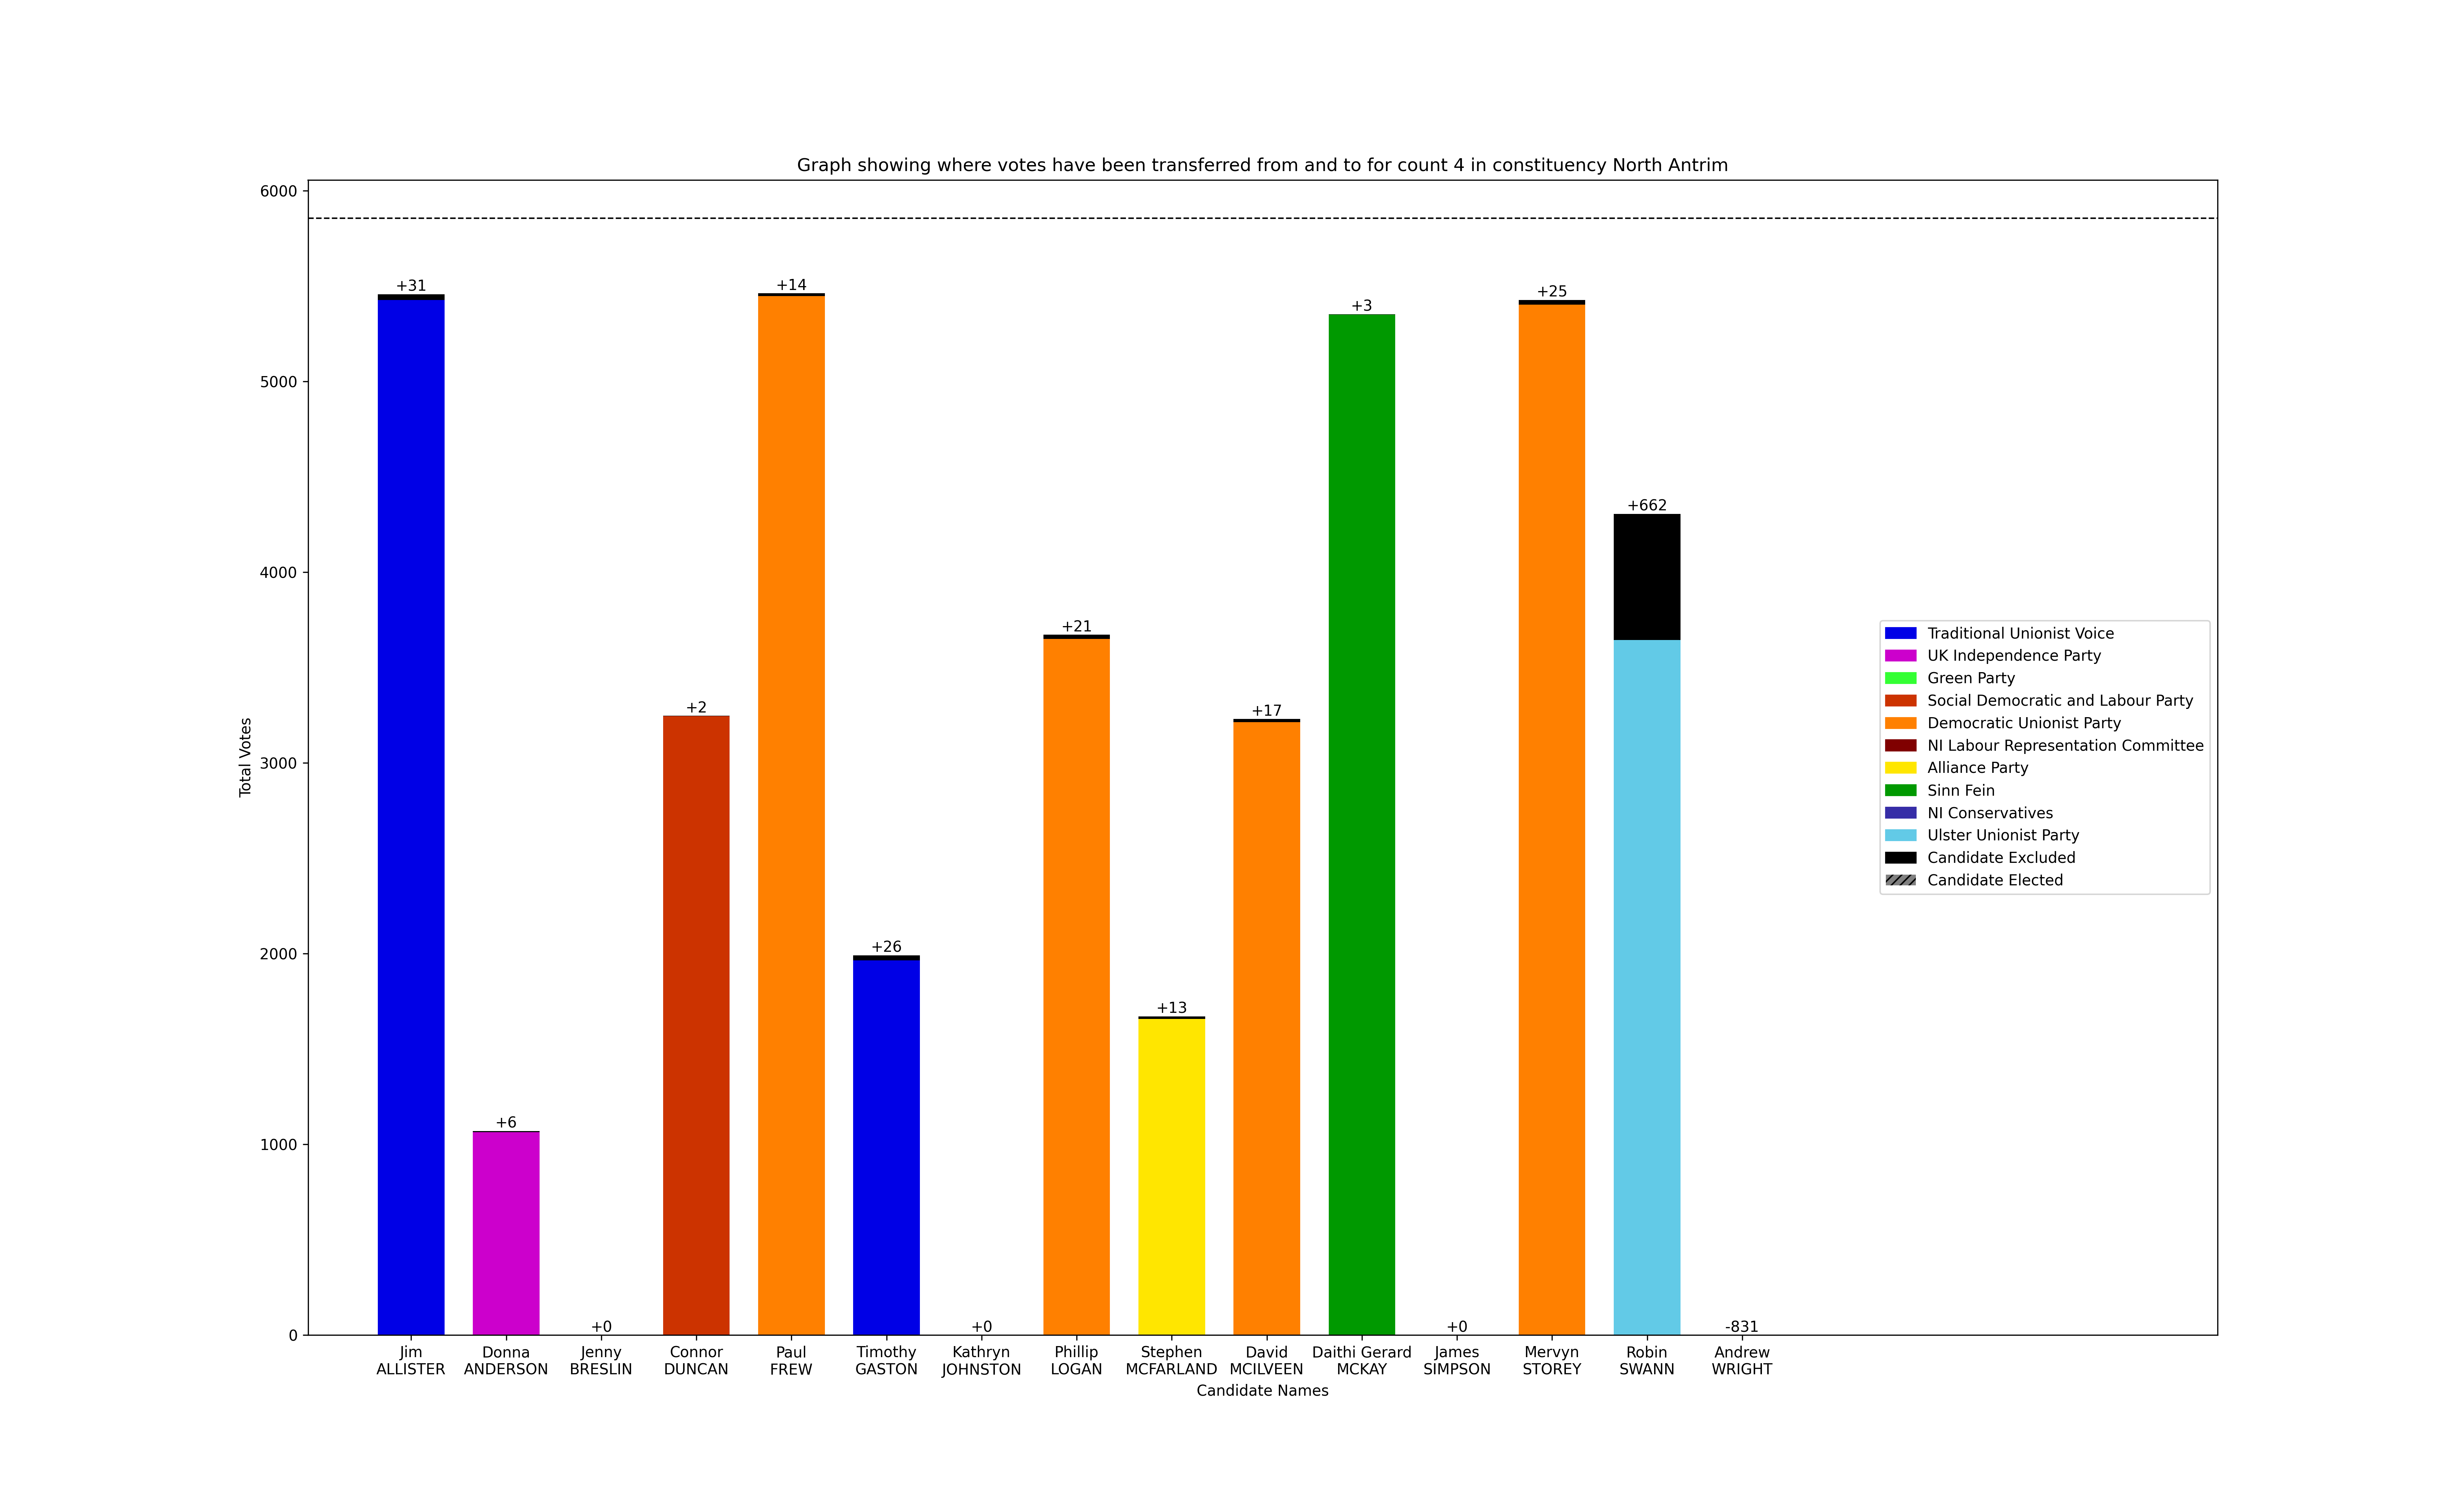 Graph showing where votes have been transferred from and to for count 4 in constituency North Antrim
Total Votes
6000
5000
4000
3000
2000
1000
0
+31
+6
+0
+2
+14
+26
+0
+21
+13
+17
+3
+0
+25
+662
-831
Jim
ALLISTER
Donna
ANDERSON
Jenny
BRESLIN
Connor
DUNCAN
Paul
FREW
Timothy
GASTON
Kathryn
JOHNSTON
Phillip
LOGAN
Stephen
MCFARLAND
David
MCILVEEN
Daithi Gerard
MCKAY
James
SIMPSON
Mervyn
STOREY
Robin
SWANN
Andrew
WRIGHT
Candidate Names
Traditional Unionist Voice
UK Independence Party
Green Party
Social Democratic and Labour Party
Democratic Unionist Party
NI Labour Representation Committee
Alliance Party
Sinn Fein
NI Conservatives
Ulster Unionist Party
Candidate Excluded
Candidate Elected